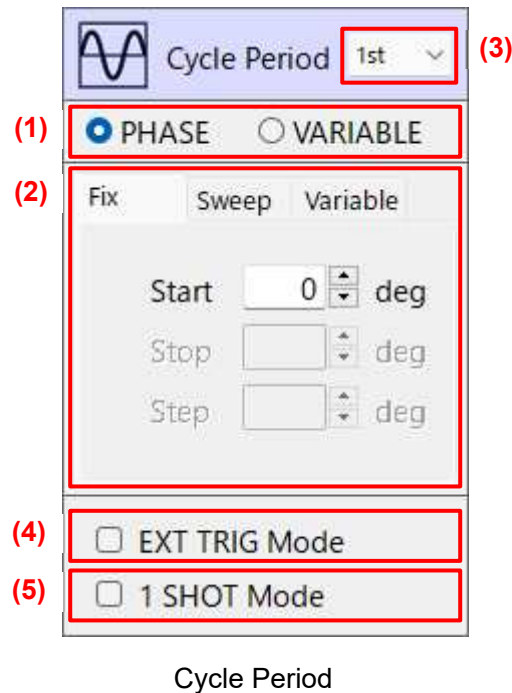 Cycle Period 1st (3)
(1) PHASE VARIABLE
(2) Fix Sweep Variable
Start 0 deg
Stop deg
Step deg
(4) EXT TRIG Mode
(5) 1 SHOT Mode
Cycle Period